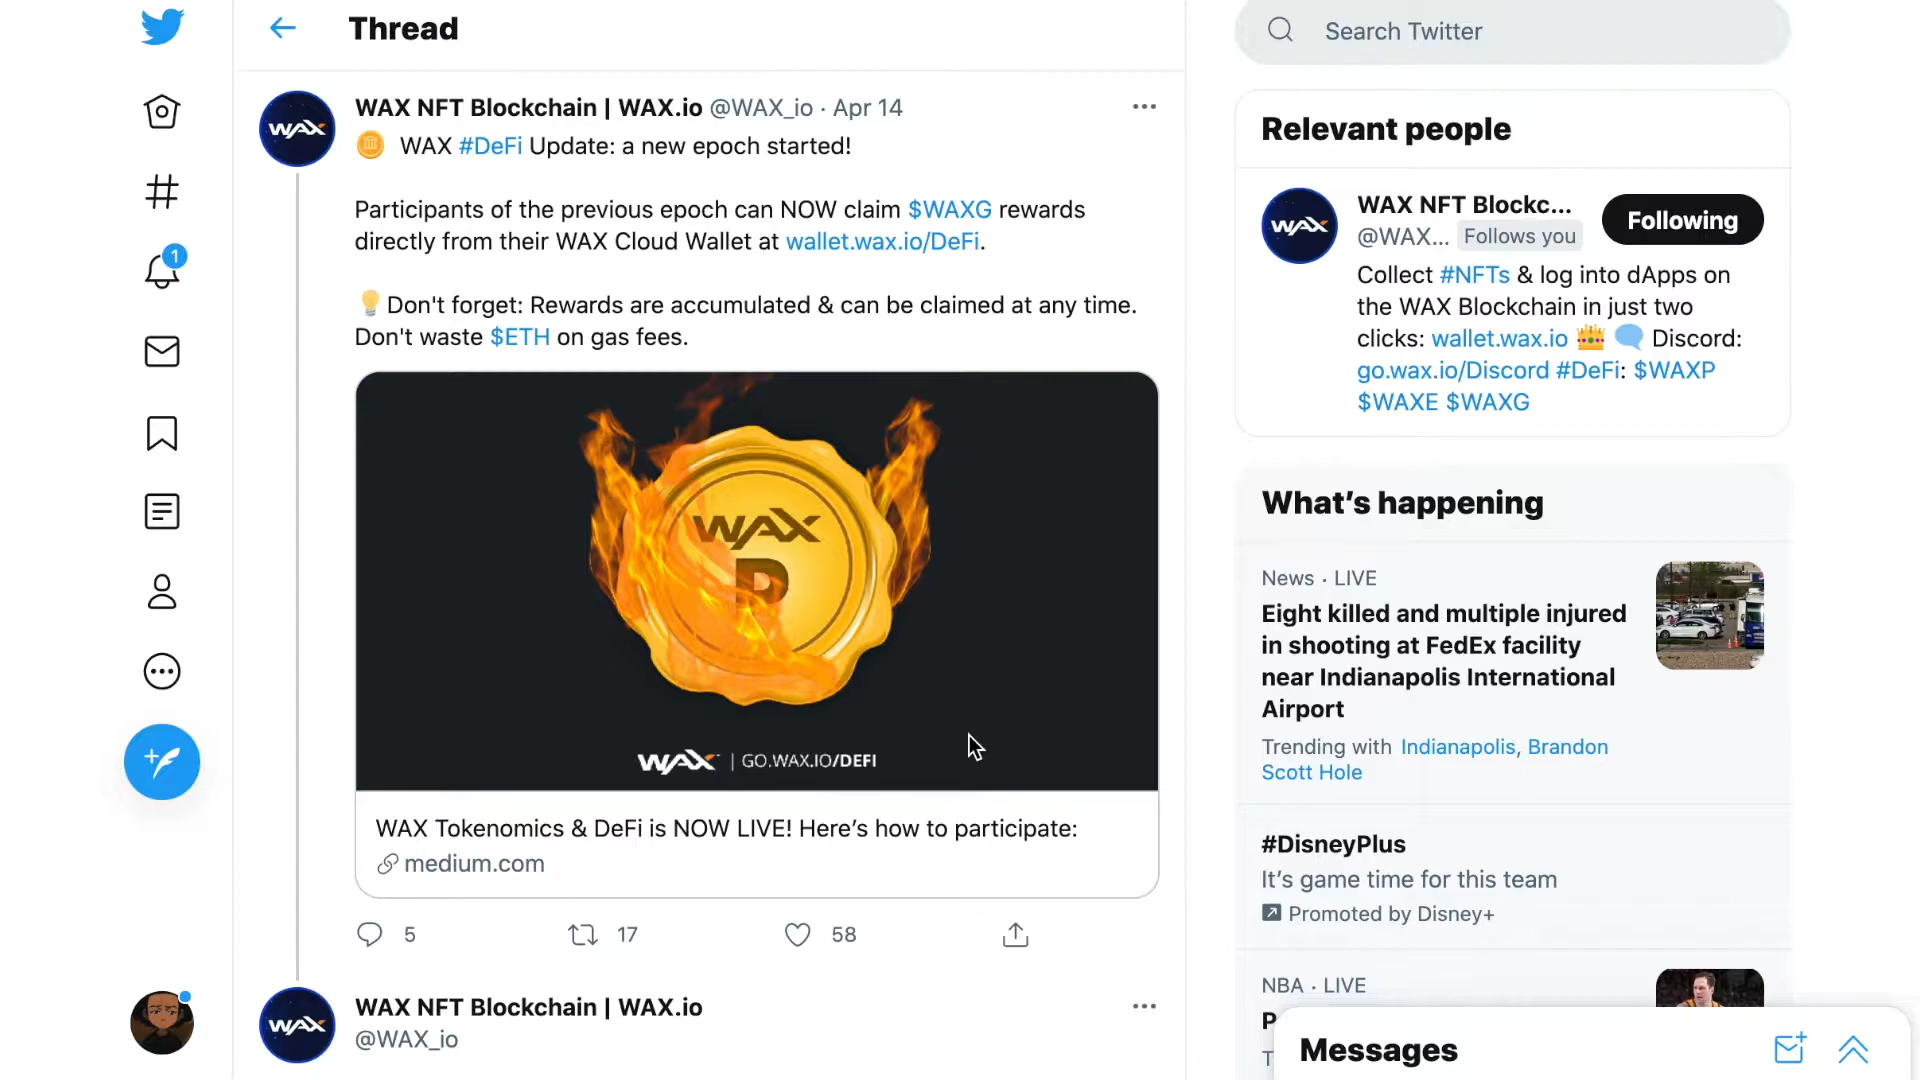 Thread
WAX NFT Blockchain | WAX.io @WAX_io · Apr 14
WAX #DeFi Update: a new epoch started!
Participants of the previous epoch can NOW claim $WAXG rewards
directly from their WAX Cloud Wallet at wallet.wax.io/DeFi.
Don't forget: Rewards are accumulated & can be claimed at any time.
Don't waste $ETH on gas fees.
WAX
P
WAX | GO.WAX.IO/DEFI
WAX Tokenomics & DeFi is NOW LIVE! Here’s how to participate:
medium.com
5 17 58
WAX NFT Blockchain | WAX.io
@WAX_io
WAX
WAX
1
Search Twitter
Relevant people
WAX
WAX NFT Blockc...
@WAX... Follows you
Following
Collect #NFTs & log into dApps on
the WAX Blockchain in just two
clicks: wallet.wax.io Discord:
go.wax.io/Discord #DeFi: $WAXP
$WAXE $WAXG
What’s happening
News · LIVE
Eight killed and multiple injured
in shooting at FedEx facility
near Indianapolis International
Airport
Trending with Indianapolis, Brandon
Scott Hole
#DisneyPlus
It’s game time for this team
Promoted by Disney+
NBA · LIVE
Messages